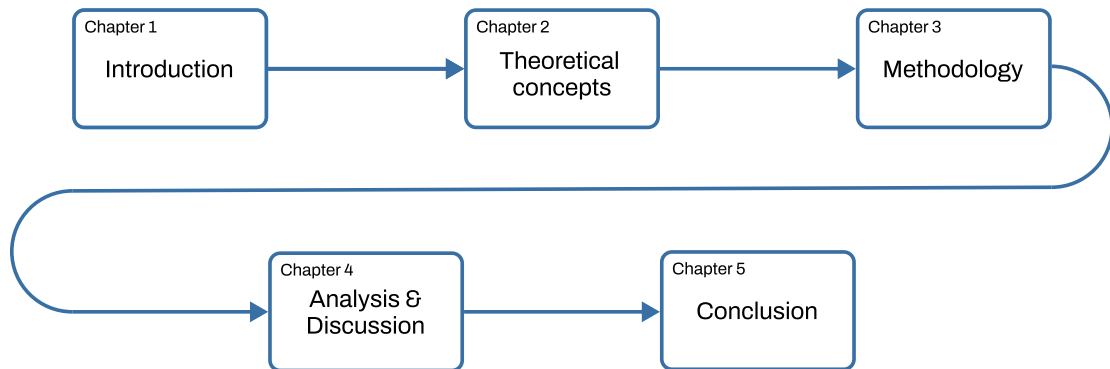 Chapter 1
Introduction
Chapter 2
Theoretical
concepts
Chapter 3
Methodology
Chapter 4
Analysis &
Discussion
Chapter 5
Conclusion